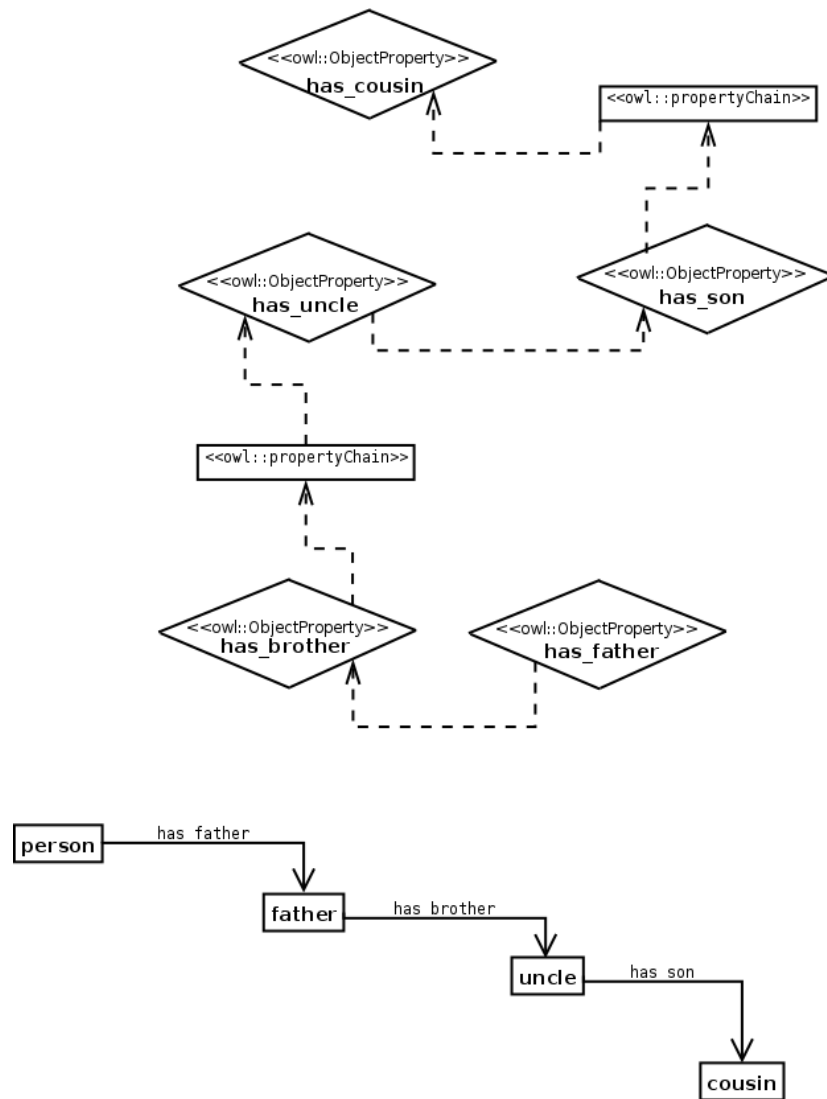 <<owl::ObjectProperty>>
has_cousin
<<owl::propertyChain>>
<<owl::ObjectProperty>>
has_uncle
<<owl::ObjectProperty>>
has_son
<<owl::propertyChain>>
<<owl::ObjectProperty>>
has_brother
<<owl::ObjectProperty>>
has_father
person
has father
father
has brother
uncle
has son
cousin